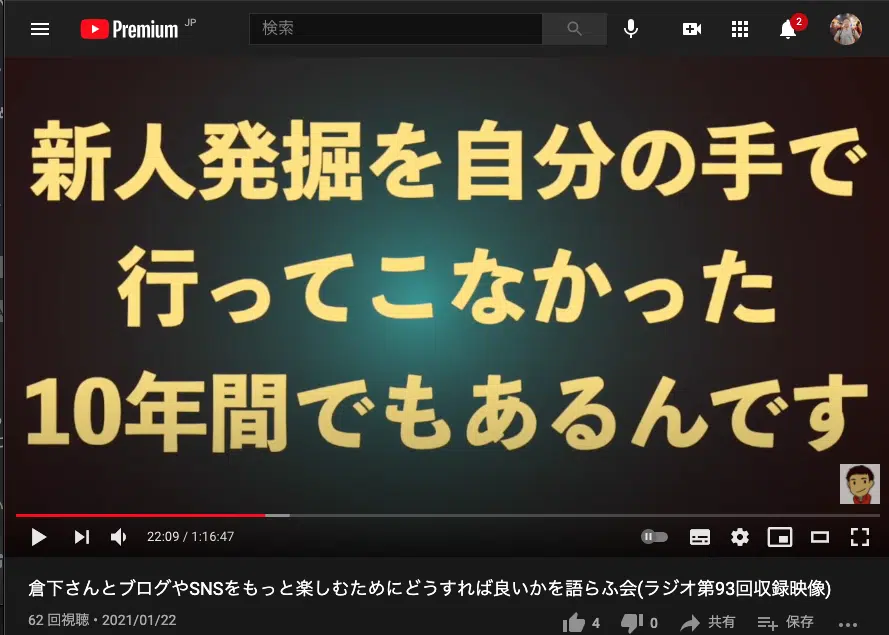 Premium JP
検索
2
新人発掘を自分の手で
行ってこなかった
10年間でもあるんです
22:09 / 1:16:47
倉下さんとブログやSNSをもっと楽しむためにどうすれば良いかを語らふ会(ラジオ第93回収録映像)
62 回視聴・2021/01/22
4
0
共有
保存